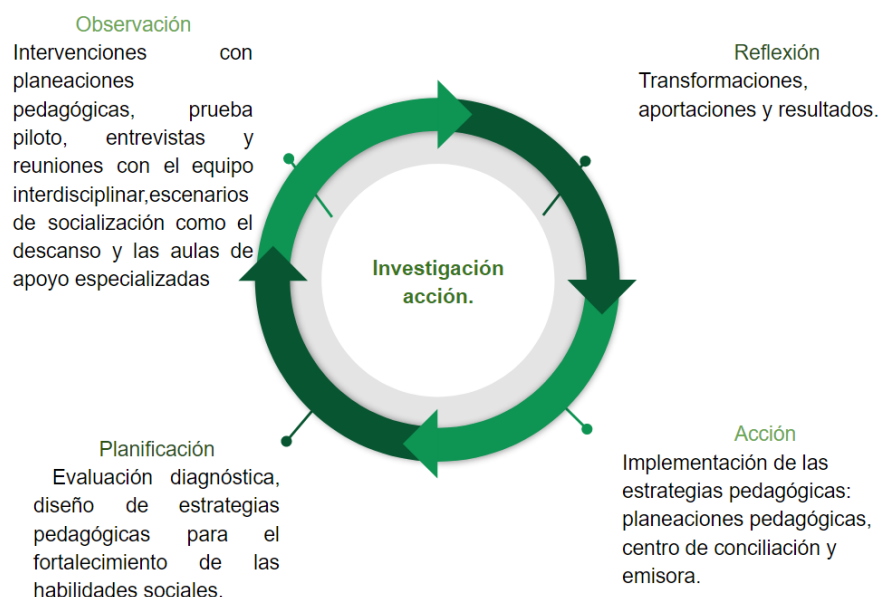 Observación
Intervenciones con
planeaciones
pedagógicas, prueba
piloto, entrevistas y
reuniones con el equipo
interdisciplinar,escenarios
de socialización como el
descanso y las aulas de
apoyo especializadas
Reflexión
Transformaciones,
aportaciones y resultados.
Investigación
acción.
Planificación
Evaluación diagnóstica,
diseño de estrategias
pedagógicas para el
fortalecimiento de las
habilidades sociales.
Acción
Implementación de las
estrategias pedagógicas:
planeaciones pedagógicas,
centro de conciliación y
emisora.